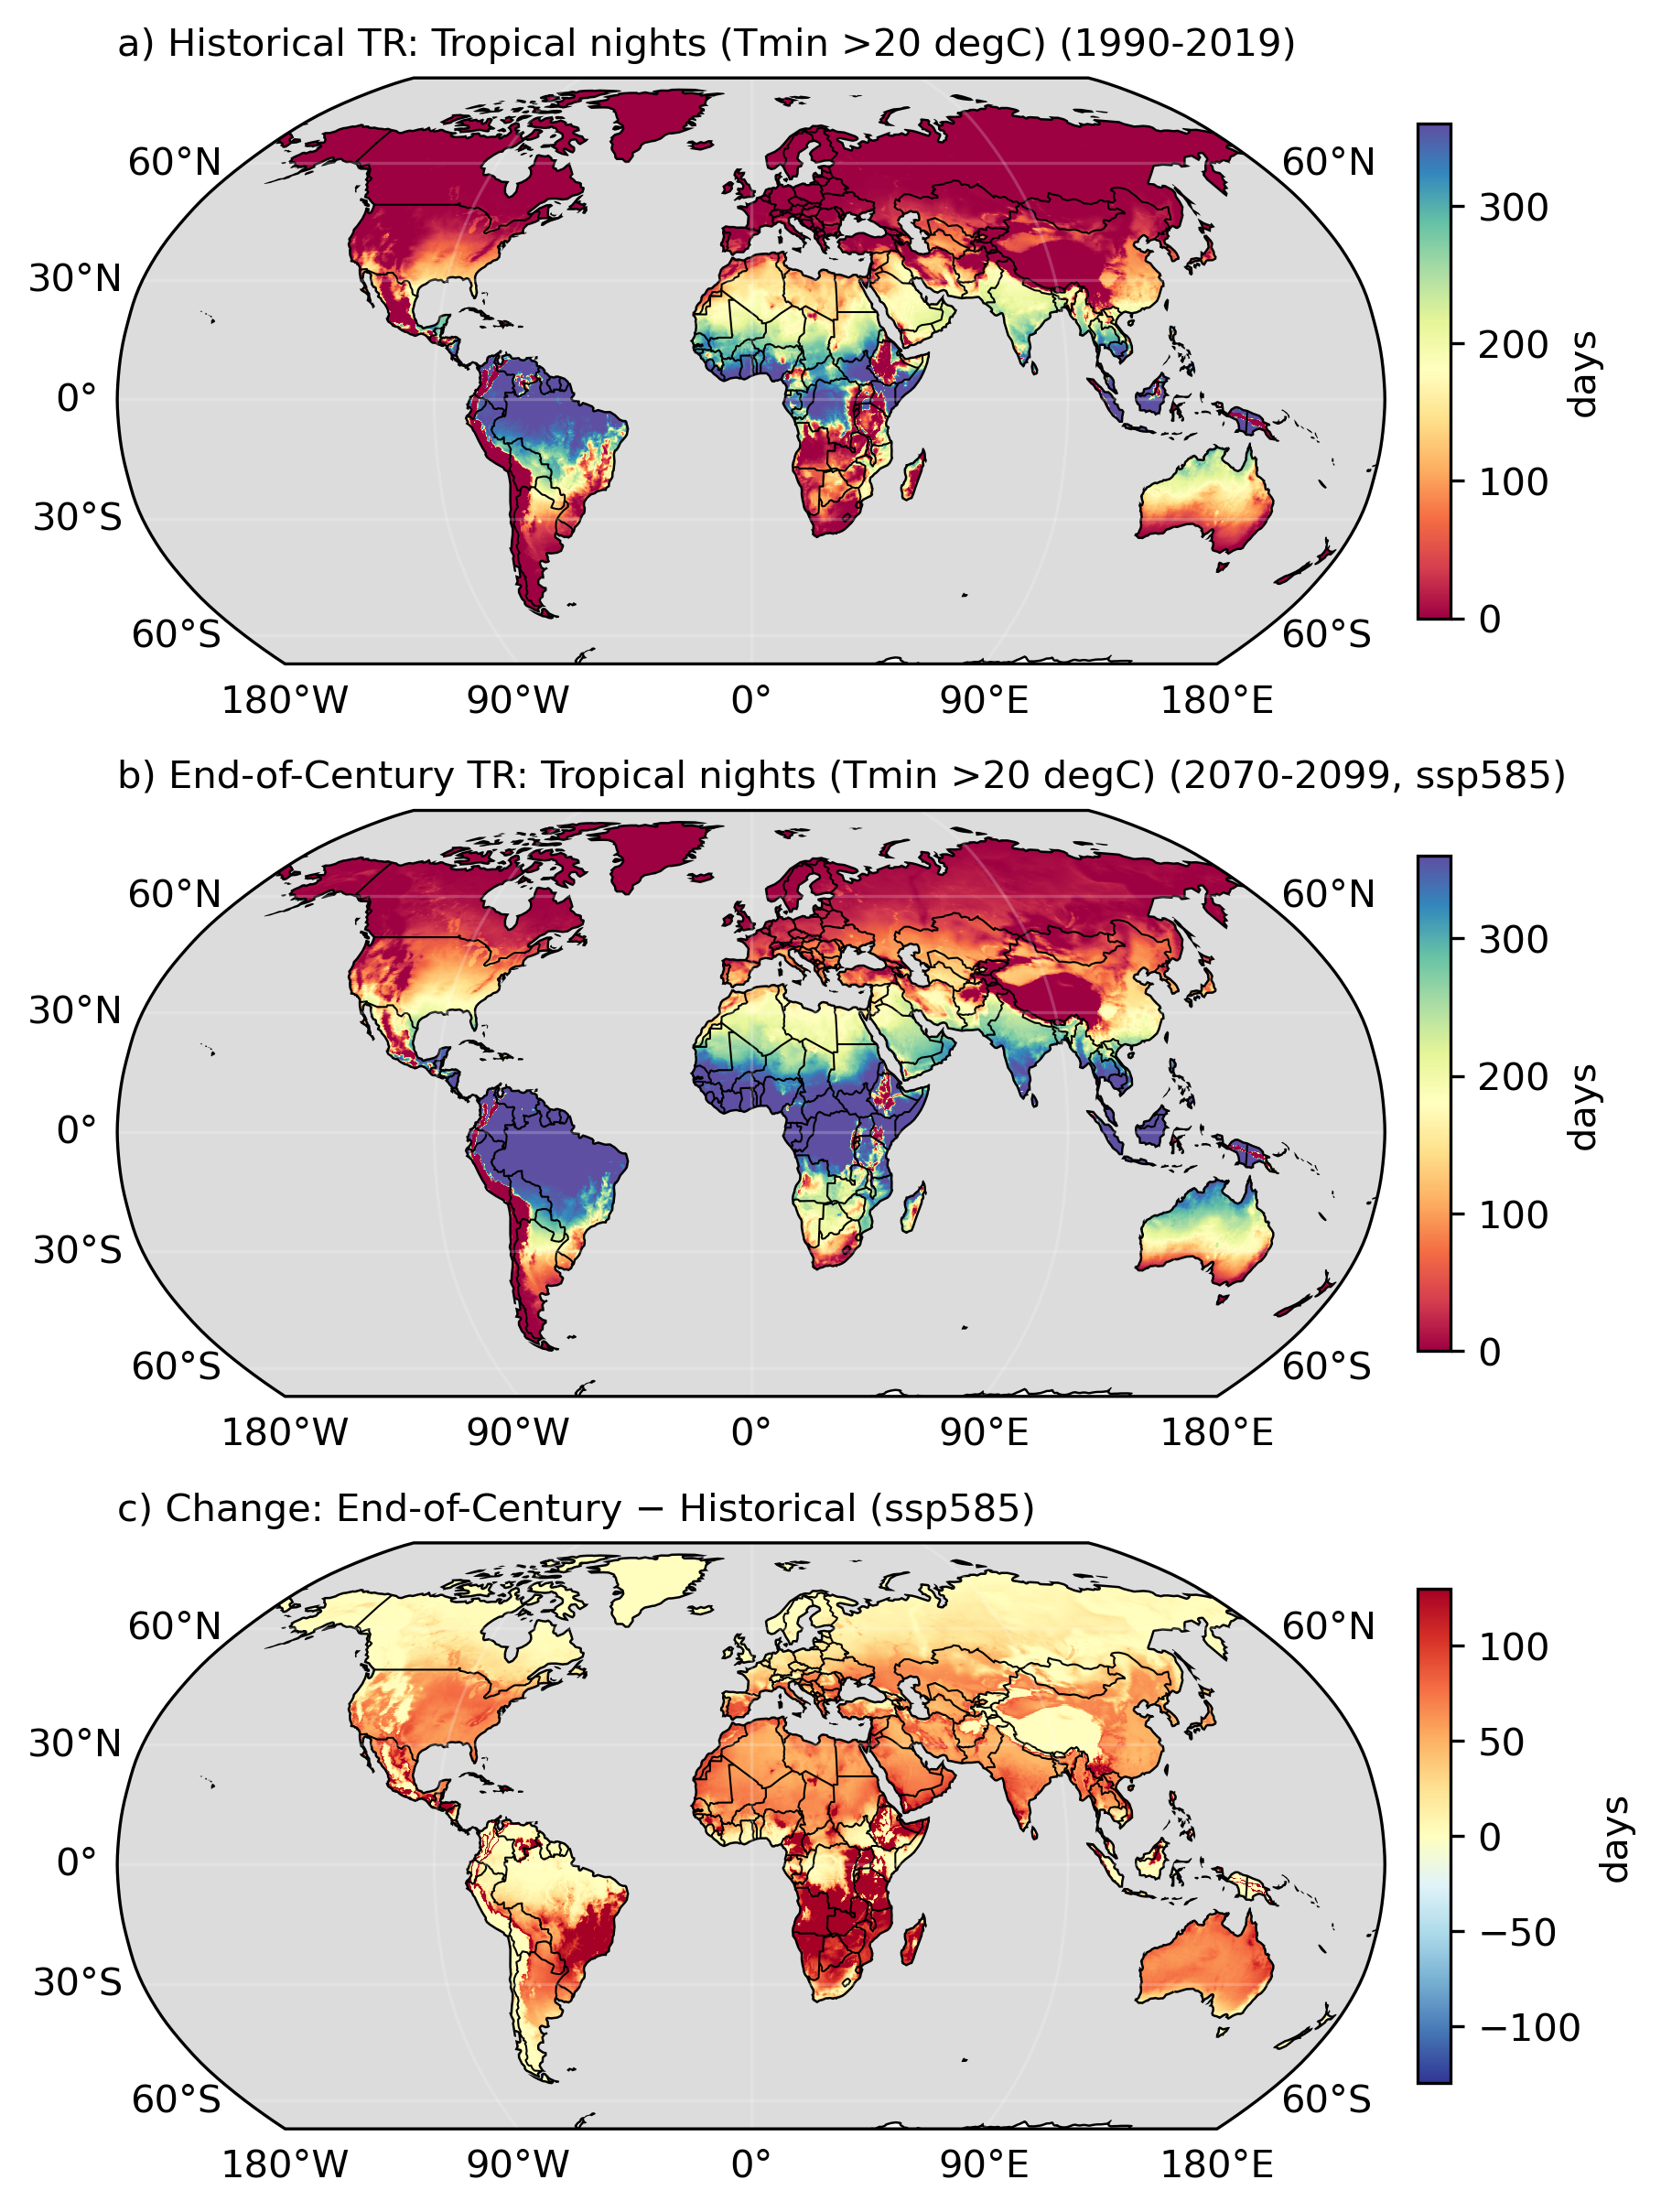 a) Historical TR: Tropical nights (Tmin >20 degC) (1990-2019)
60°N
60°N
30°N
0°
30°S
60°S
60°S
180°W
90°W
0°
90°E
180°E
300
200
100
0
days
b) End-of-Century TR: Tropical nights (Tmin >20 degC) (2070-2099, ssp585)
60°N
60°N
30°N
0°
30°S
60°S
60°S
180°W
90°W
0°
90°E
180°E
300
200
100
0
days
c) Change: End-of-Century − Historical (ssp585)
60°N
60°N
30°N
0°
30°S
60°S
60°S
180°W
90°W
0°
90°E
180°E
100
50
0
−50
−100
days